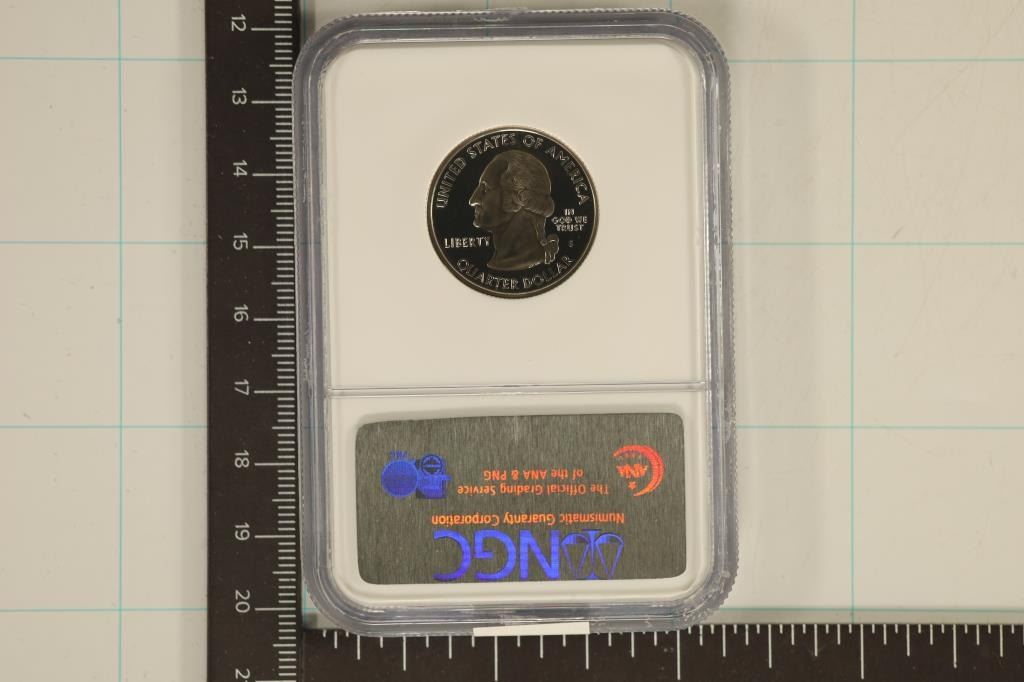 12
13
14
15
16
17
18
19
20
UNITED STATES OF AMERICA
IN
GOD WE
TRUST
LIBERTY
S
QUARTER DOLLAR
NGC
Numismatic Guaranty Corporation
The Official Grading Service
of the ANA & PNG
ANA